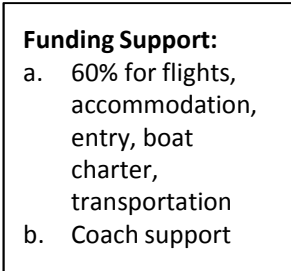 Funding Support:
a. 60% for flights,
accommodation,
entry, boat
charter,
transportation
b. Coach support